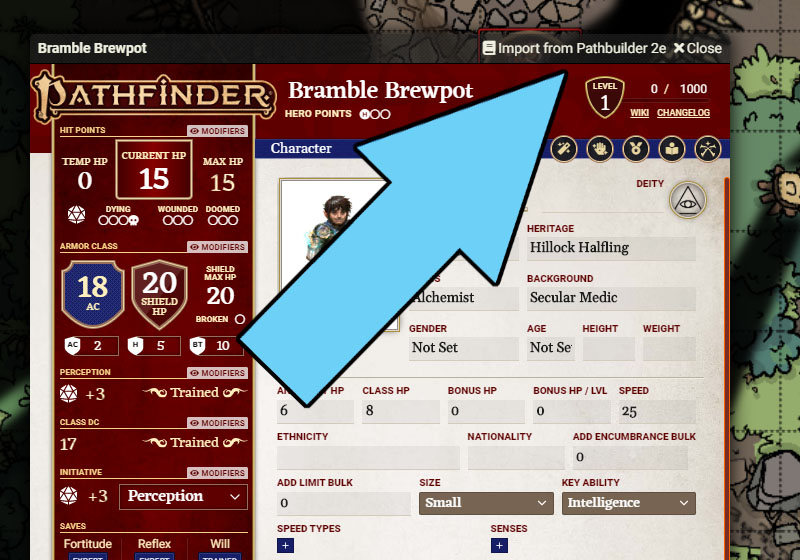 Bramble Brewpot
Import from Pathbuilder 2e
Close
PATHFINDER
Bramble Brewpot
HERO POINTS
H
LEVEL
1
0 / 1000
WIKI
CHANGELOG
HIT POINTS
MODIFIERS
TEMP HP
0
CURRENT HP
15
MAX HP
15
DYING
WOUNDED
DOOMED
Character
DEITY
ARMOR CLASS
MODIFIERS
18
AC
20
SHIELD
HP
SHIELD
MAX HP
20
BROKEN
AC 2
H 5
BT 10
HERITAGE
Hillock Halfling
Alchemist
BACKGROUND
Secular Medic
GENDER
Not Set
AGE
Not Se
HEIGHT
WEIGHT
PERCEPTION
MODIFIERS
+3
Trained
CLASS DC
MODIFIERS
17
Trained
INITIATIVE
MODIFIERS
+3
Perception
SAVES
Fortitude
Reflex
Will
EXPERT
EXPERT
TRAINED
HP
6
CLASS HP
8
BONUS HP
0
BONUS HP / LVL
0
SPEED
25
ETHNICITY
NATIONALITY
ADD ENCUMBRANCE BULK
0
ADD LIMIT BULK
0
SIZE
Small
KEY ABILITY
Intelligence
SPEED TYPES
+
SENSES
+